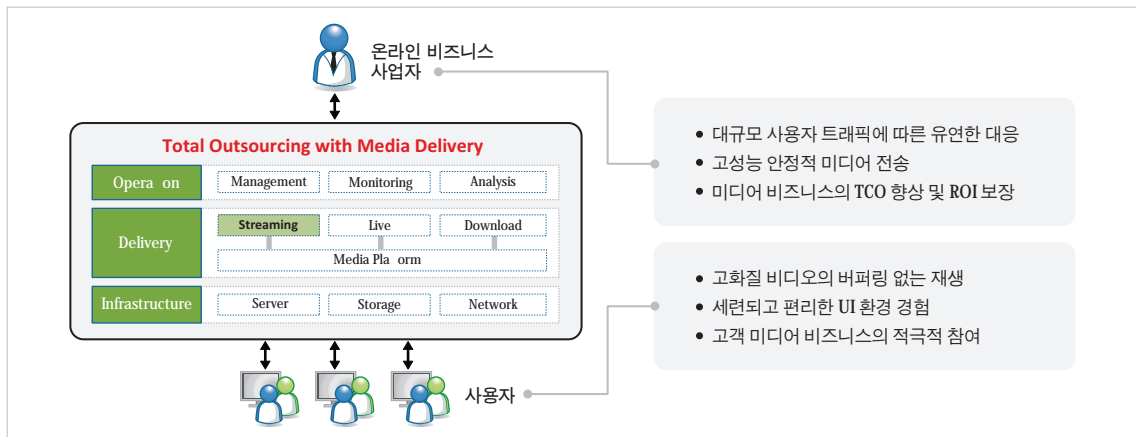 온라인 비즈니스
사업자
Total Outsourcing with Media Delivery
Opera on
Management
Monitoring
Analysis
Delivery
Streaming
Live
Download
Media Pla orm
Infrastructure
Server
Storage
Network
사용자
• 대규모 사용자 트래픽에 따른 유연한 대응
• 고성능 안정적 미디어 전송
• 미디어 비즈니스의 TCO 향상 및 ROI 보장
• 고화질 비디오의 버퍼링 없는 재생
• 세련되고 편리한 UI 환경 경험
• 고객 미디어 비즈니스의 적극적 참여